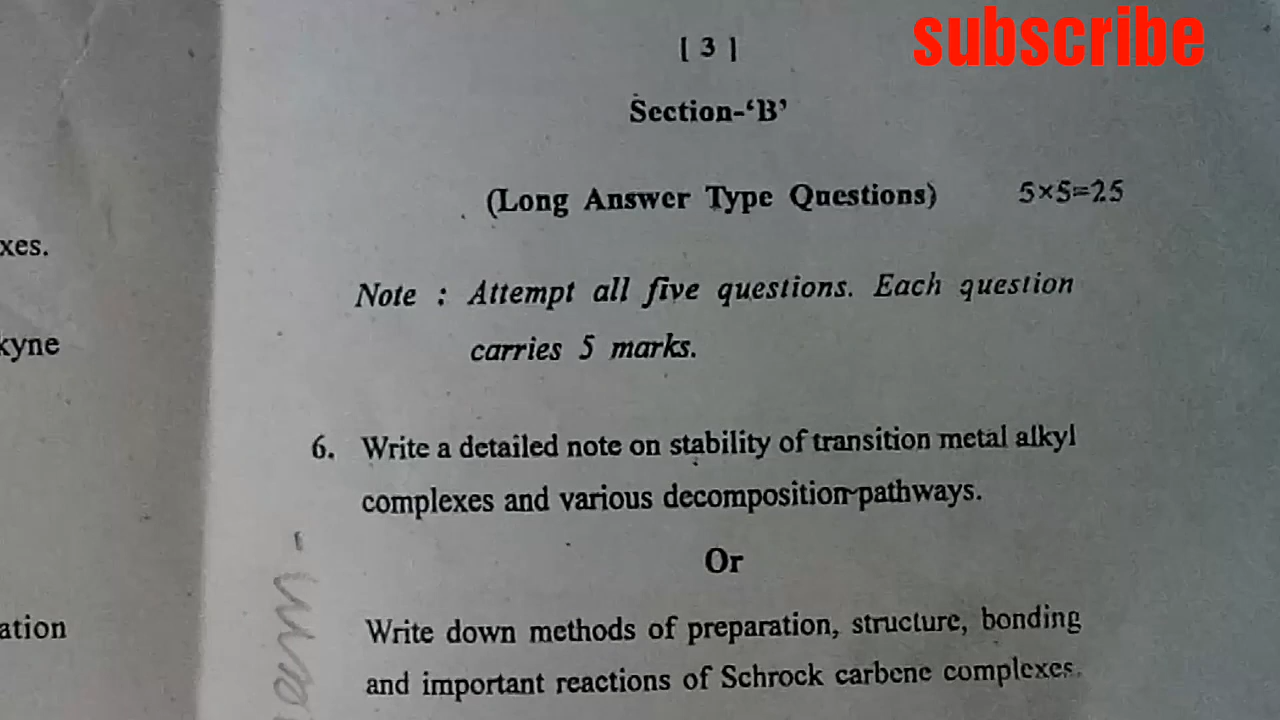 subscribe
[ 3 ]
Section-‘B’
(Long Answer Type Questions) 5×5=25
Note : Attempt all five questions. Each question
carries 5 marks.
xes.
kyne
6. Write a detailed note on stability of transition metal alkyl
complexes and various decomposition pathways.
Or
ation
Write down methods of preparation, structure, bonding
and important reactions of Schrock carbene complexes.